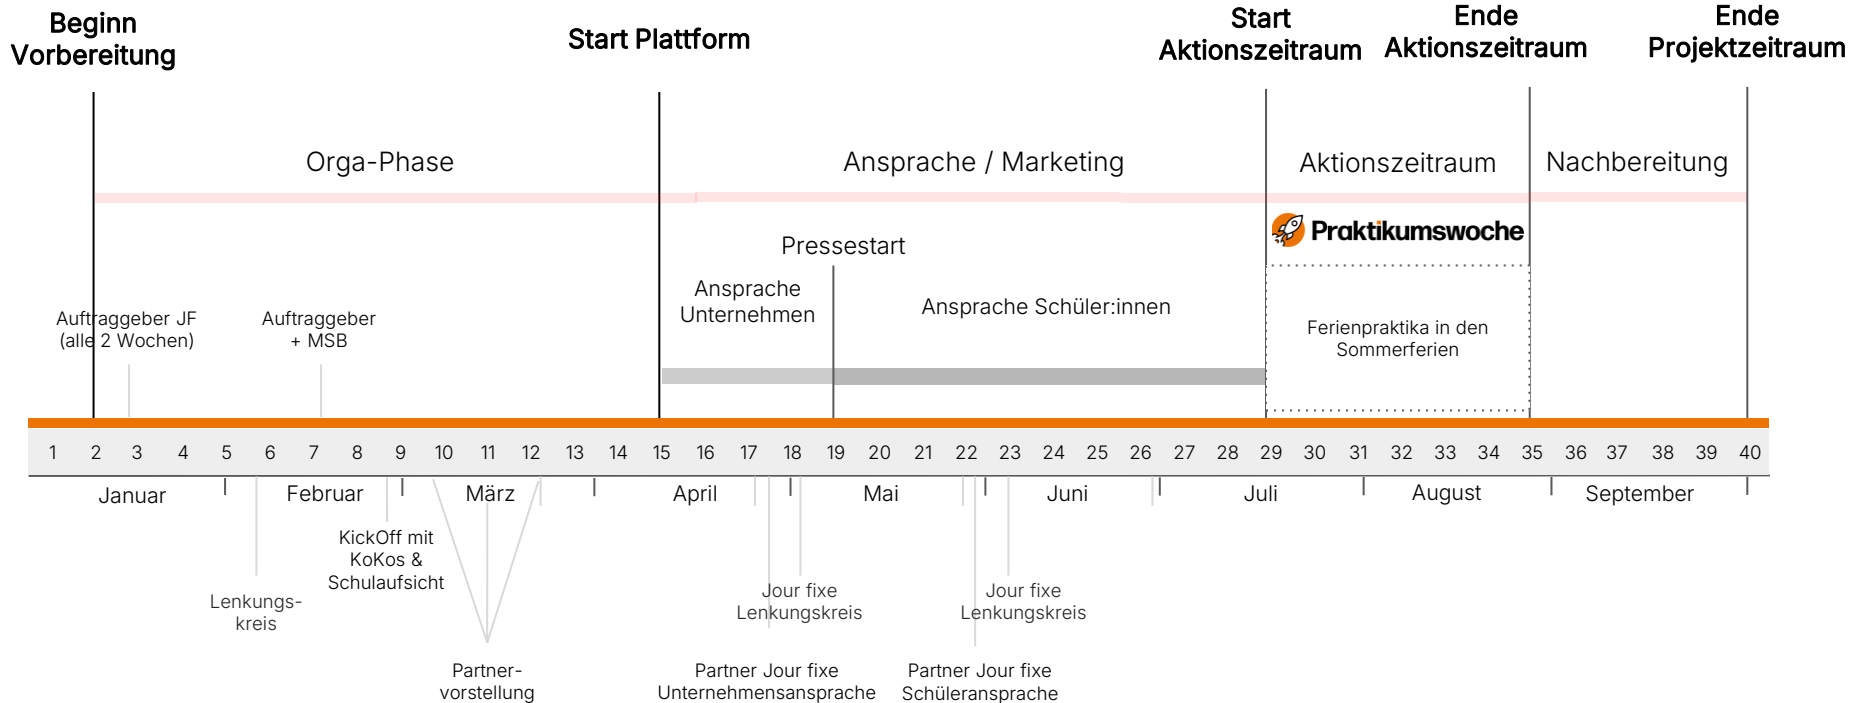 Beginn
Vorbereitung
Start Plattform
Start
Aktionszeitraum
Ende
Aktionszeitraum
Ende
Projektzeitraum
Orga-Phase
Ansprache / Marketing
Aktionszeitraum
Nachbereitung
Praktikumswoche
Pressestart
Ansprache
Unternehmen
Ansprache Schüler:innen
Auftraggeber JF
(alle 2 Wochen)
Auftraggeber
+ MSB
Ferienpraktika in den
Sommerferien
1 2 3 4 5 6 7 8 9 10 11 12 13 14 15 16 17 18 19 20 21 22 23 24 25 26 27 28 29 30 31 32 33 34 35 36 37 38 39 40
Januar Februar März April Mai Juni Juli August September
KickOff mit
KoKos &
Schulaufsicht
Lenkungs-
kreis
Jour fixe
Lenkungskreis
Jour fixe
Lenkungskreis
Partner-
vorstellung
Partner Jour fixe
Unternehmensansprache
Partner Jour fixe
Schüleransprache